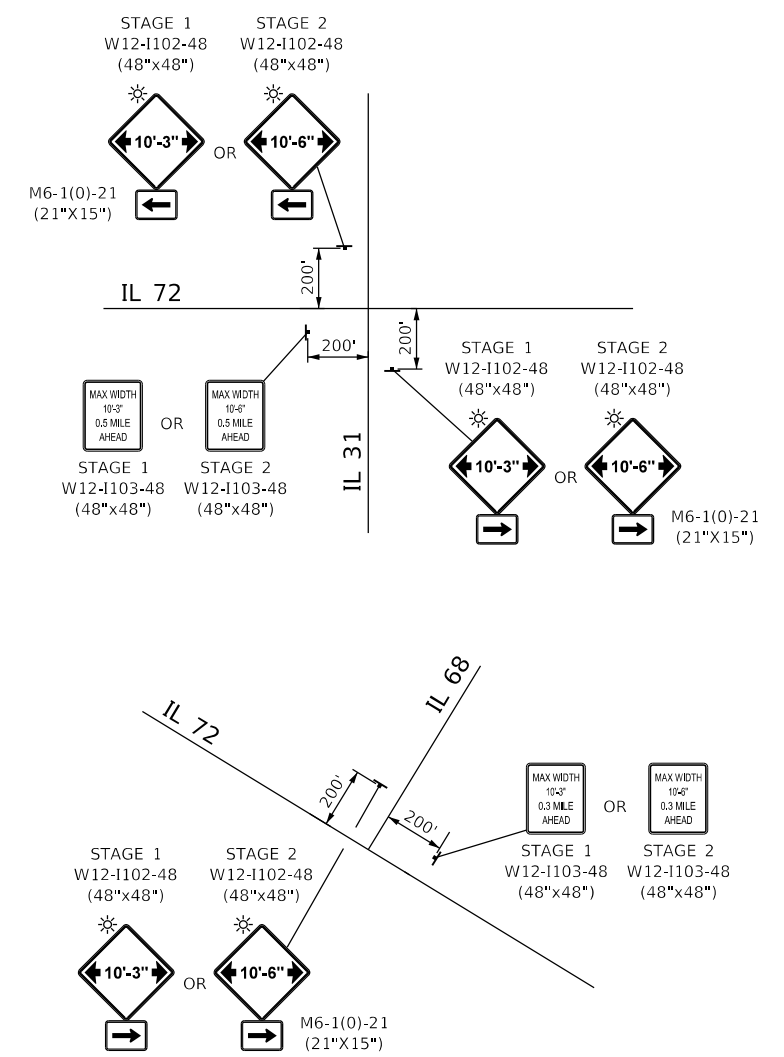 STAGE 1
W12-I102-48
(48"x48")
STAGE 2
W12-I102-48
(48"x48")
10'-3"
OR
10'-6"
M6-1(0)-21
(21"X15")
200'
IL 72
200'
200'
IL 31
MAX WIDTH
10'-3"
0.5 MILE
AHEAD
OR
MAX WIDTH
10'-6"
0.5 MILE
AHEAD
STAGE 1
W12-I103-48
(48"x48")
STAGE 2
W12-I103-48
(48"x48")
STAGE 1
W12-I102-48
(48"x48")
STAGE 2
W12-I102-48
(48"x48")
10'-3"
OR
10'-6"
M6-1(0)-21
(21"X15")
IL 72
IL 68
200'
200'
MAX WIDTH
10'-3"
0.3 MILE
AHEAD
OR
MAX WIDTH
10'-6"
0.3 MILE
AHEAD
STAGE 1
W12-I103-48
(48"x48")
STAGE 2
W12-I103-48
(48"x48")
STAGE 1
W12-I102-48
(48"x48")
STAGE 2
W12-I102-48
(48"x48")
10'-3"
OR
10'-6"
M6-1(0)-21
(21"X15")